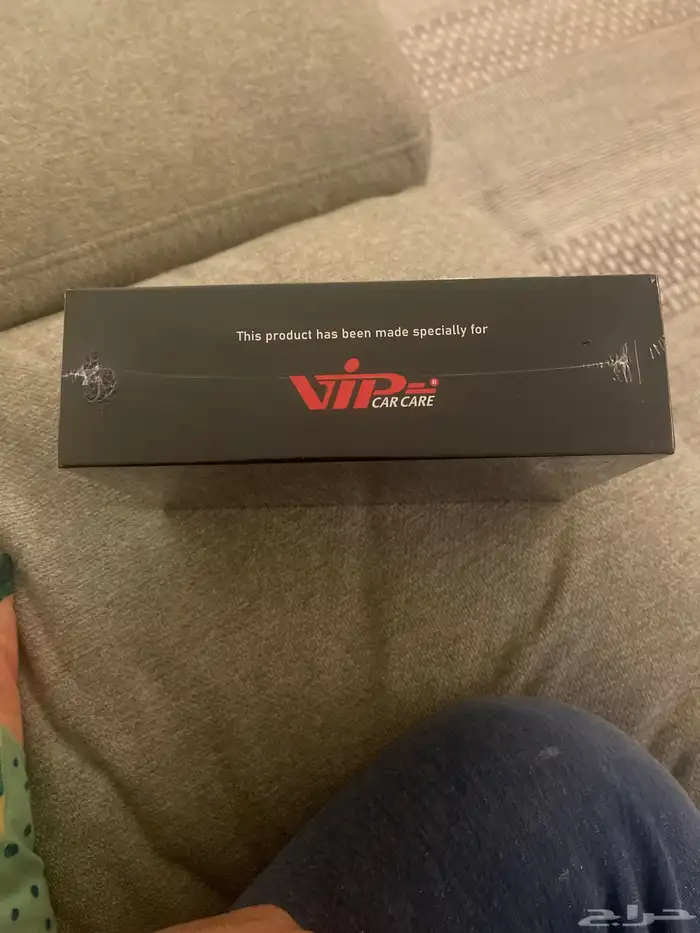 This product has been made specially for
VIP
CAR CARE
حراج